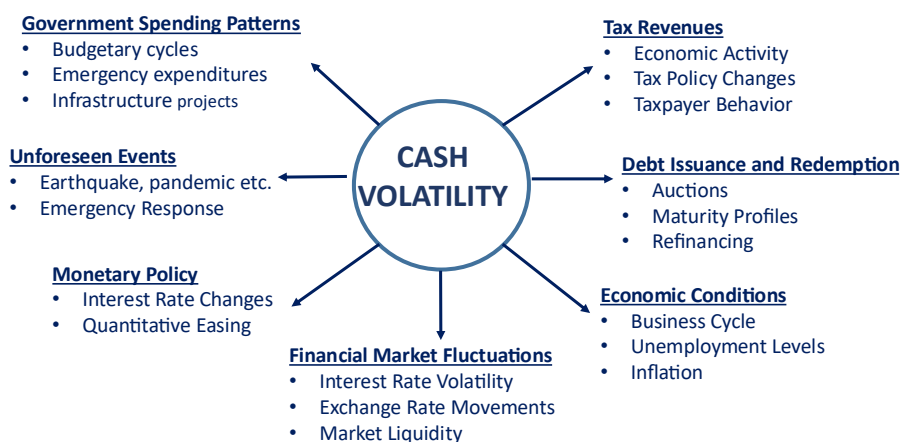 Government Spending Patterns
• Budgetary cycles
• Emergency expenditures
• Infrastructure projects
Tax Revenues
• Economic Activity
• Tax Policy Changes
• Taxpayer Behavior
CASH
VOLATILITY
Unforeseen Events
• Earthquake, pandemic etc.
• Emergency Response
Debt Issuance and Redemption
• Auctions
• Maturity Profiles
• Refinancing
Monetary Policy
• Interest Rate Changes
• Quantitative Easing
Economic Conditions
• Business Cycle
• Unemployment Levels
• Inflation
Financial Market Fluctuations
• Interest Rate Volatility
• Exchange Rate Movements
• Market Liquidity